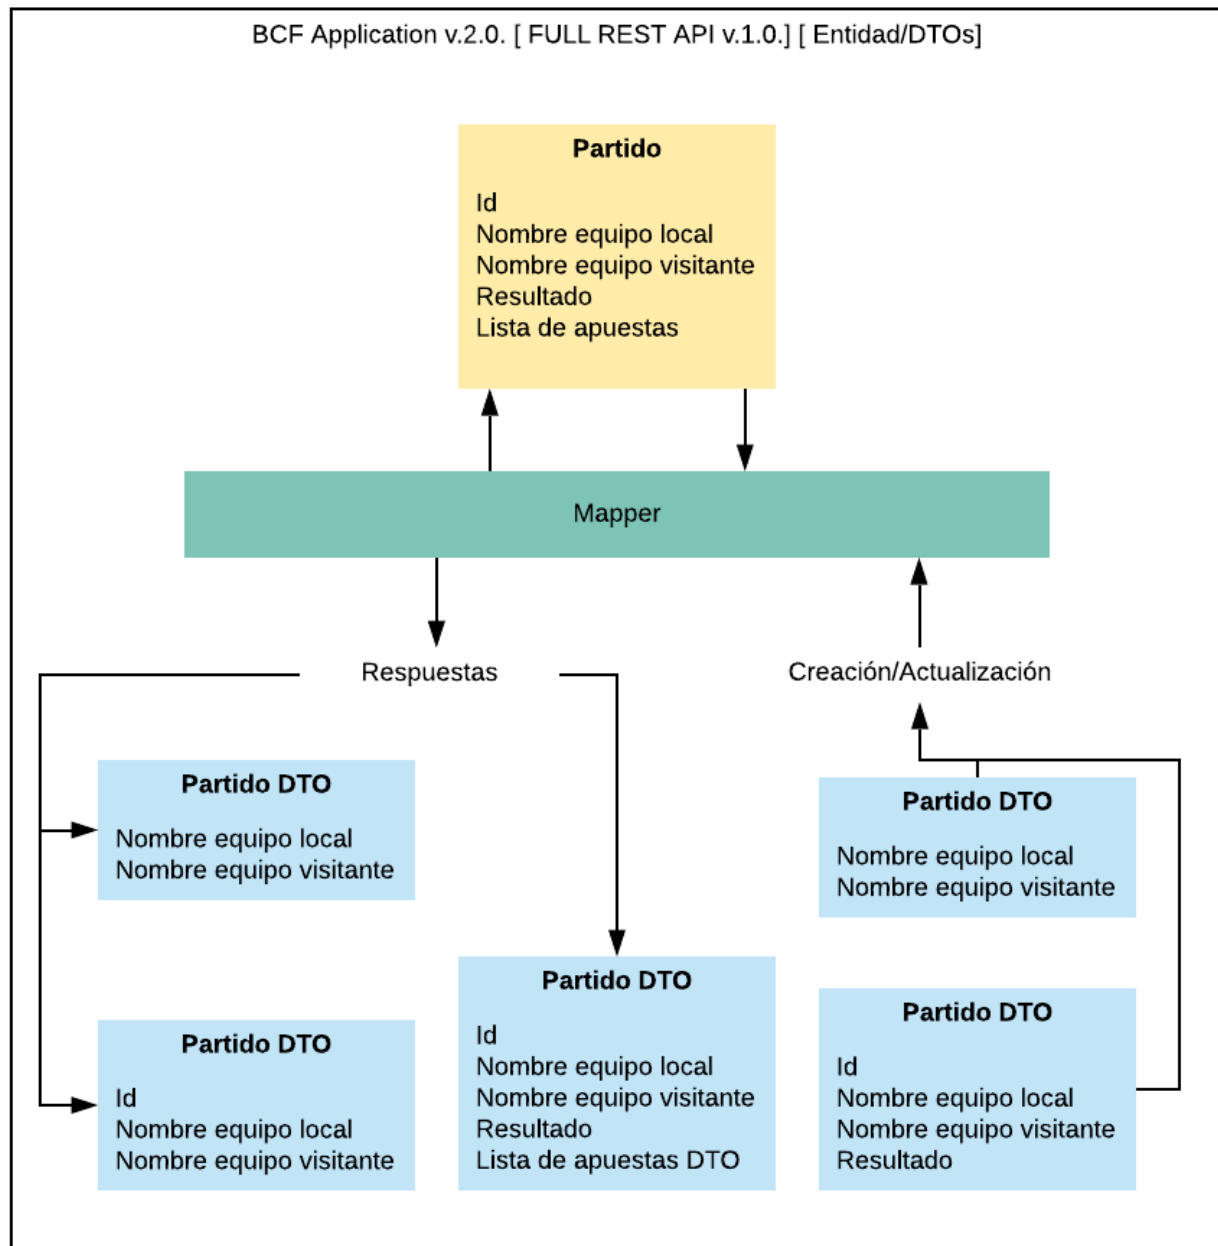 BCF Application v.2.0. [ FULL REST API v.1.0.] [ Entidad/DTOs]
Partido
Id
Nombre equipo local
Nombre equipo visitante
Resultado
Lista de apuestas
Mapper
Respuestas
Creación/Actualización
Partido DTO
Nombre equipo local
Nombre equipo visitante
Partido DTO
Id
Nombre equipo local
Nombre equipo visitante
Partido DTO
Id
Nombre equipo local
Nombre equipo visitante
Resultado
Lista de apuestas DTO
Partido DTO
Nombre equipo local
Nombre equipo visitante
Partido DTO
Id
Nombre equipo local
Nombre equipo visitante
Resultado